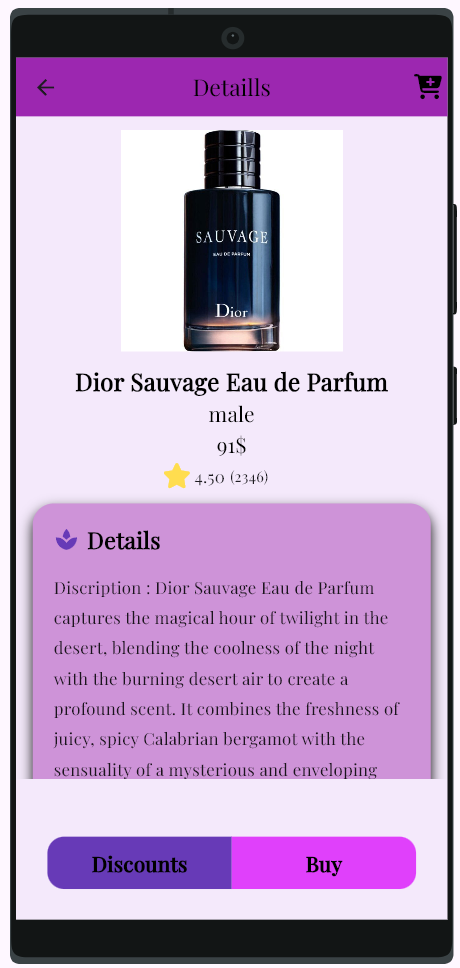 Detaills
SAUVAGE
EAU DE PARFUM
Dior
Dior Sauvage Eau de Parfum
male
91$
4.50 (2346)
Details
Discription : Dior Sauvage Eau de Parfum
captures the magical hour of twilight in the
desert, blending the coolness of the night
with the burning desert air to create a
profound scent. It combines the freshness of
juicy, spicy Calabrian bergamot with the
sensuality of a mysterious and enveloping
Discounts
Buy